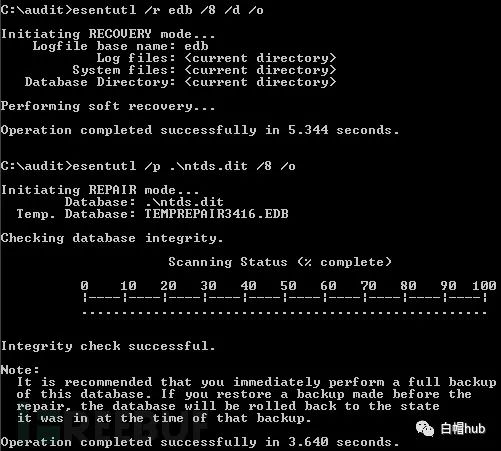 C:\audit>esentutl /r edb /8 /d /o
Initiating RECOVERY mode...
Logfile base name: edb
Log files: <current directory>
System files: <current directory>
Database Directory: <current directory>
Performing soft recovery...
Operation completed successfully in 5.344 seconds.
C:\audit>esentutl /p .\ntds.dit /8 /o
Initiating REPAIR mode...
Database: .\ntds.dit
Temp. Database: TEMPREPAIR3416.EDB
Checking database integrity.
Scanning Status (% complete)
0 10 20 30 40 50 60 70 80 90 100
|----|----|----|----|----|----|----|----|----|----|
...................................................
Integrity check successful.
Note:
It is recommended that you immediately perform a full backup
of this database. If you restore a backup made before the
repair, the database will be rolled back to the state
it was in at the time of that backup.
Operation completed successfully in 3.640 seconds.
FREEBUF
白帽hub